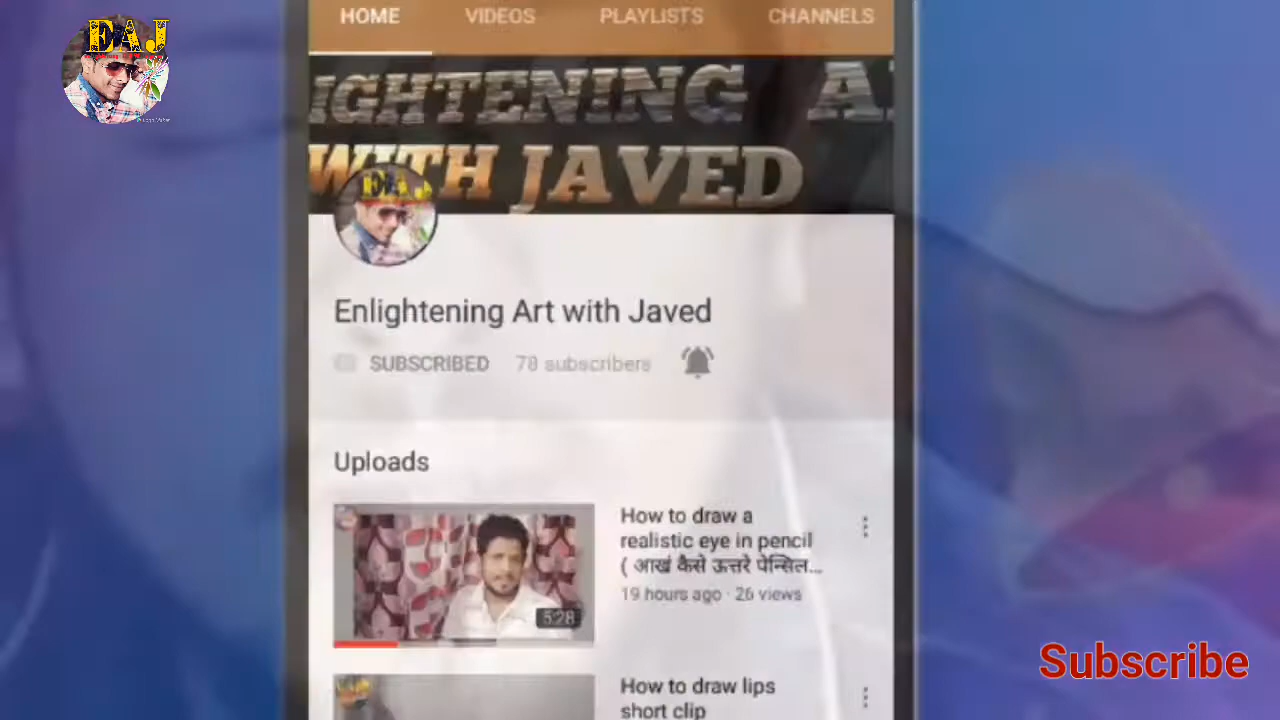 EAJ
HOME VIDEOS PLAYLISTS CHANNELS
IGHTENING A
WITH JAVED
EAJ
Enlightening Art with Javed
SUBSCRIBED 78 subscribers
Uploads
How to draw a
realistic eye in pencil
( आखं कैसे ऊत्तरे पेन्सिल...
19 hours ago · 26 views
5:28
How to draw lips
short clip
Subscribe